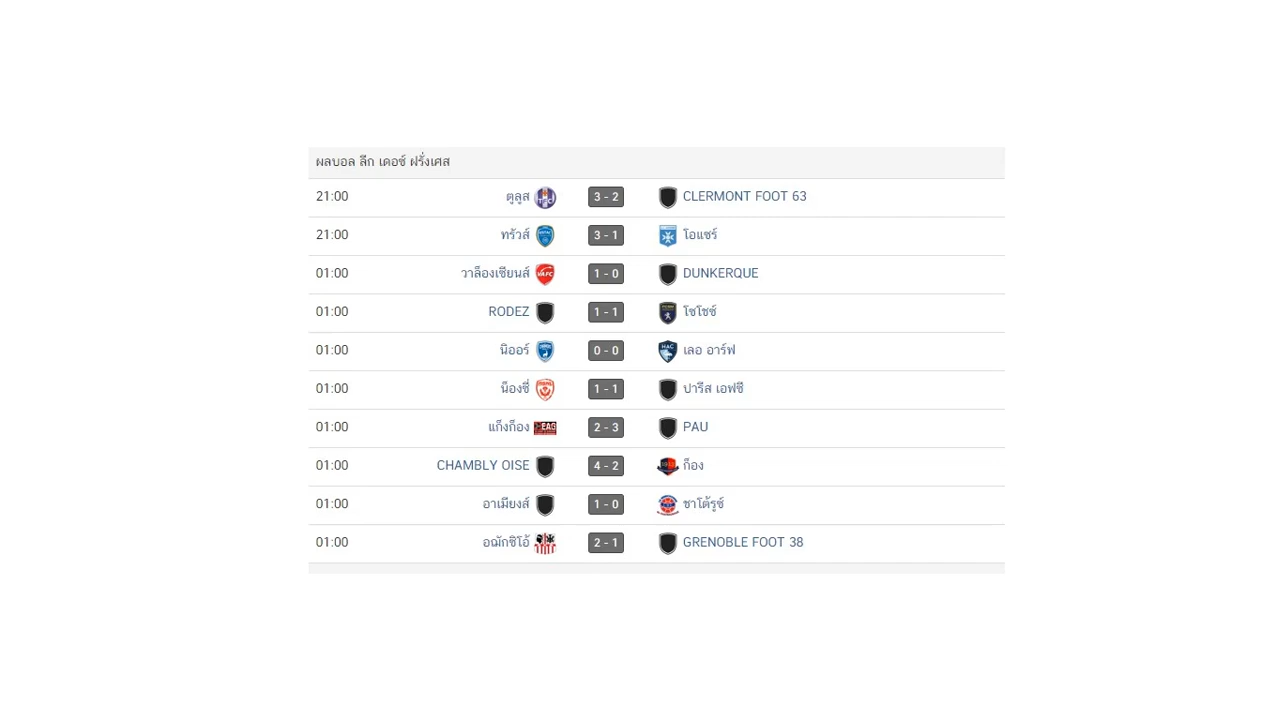 ผลบอล ลีก เดอซ์ ฝรั่งเศส
21:00 ตูลูส 3 - 2 CLERMONT FOOT 63
21:00 ทรัวส์ 3 - 1 โอแซร์
01:00 วาล็องเซียนส์ 1 - 0 DUNKERQUE
01:00 RODEZ 1 - 1 โซโชซ์
01:00 นิออร์ 0 - 0 เลอ อาร์ฟ
01:00 น็องซี่ 1 - 1 ปารีส เอฟซี
01:00 แก็งก็อง 2 - 3 PAU
01:00 CHAMBLY OISE 4 - 2 ก็อง
01:00 อาเมียงส์ 1 - 0 ชาโต้รูซ์
01:00 อฌักซิโอ้ 2 - 1 GRENOBLE FOOT 38